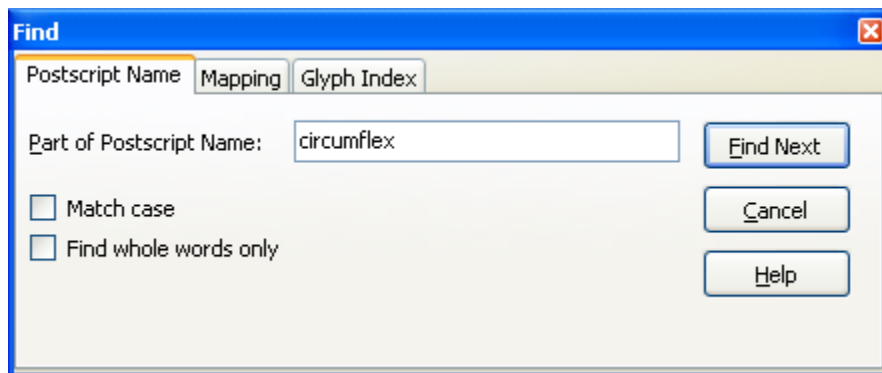 Find
Postscript Name Mapping Glyph Index
Part of Postscript Name: circumflex Find Next
Match case Cancel
Find whole words only
Help